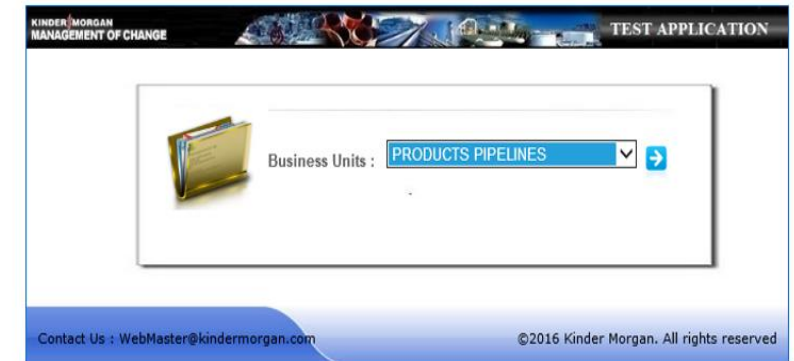 KINDER MORGAN
MANAGEMENT OF CHANGE
TEST APPLICATION
Business Units : PRODUCTS PIPELINES
Contact Us : WebMaster@kindermorgan.com
©2016 Kinder Morgan. All rights reserved